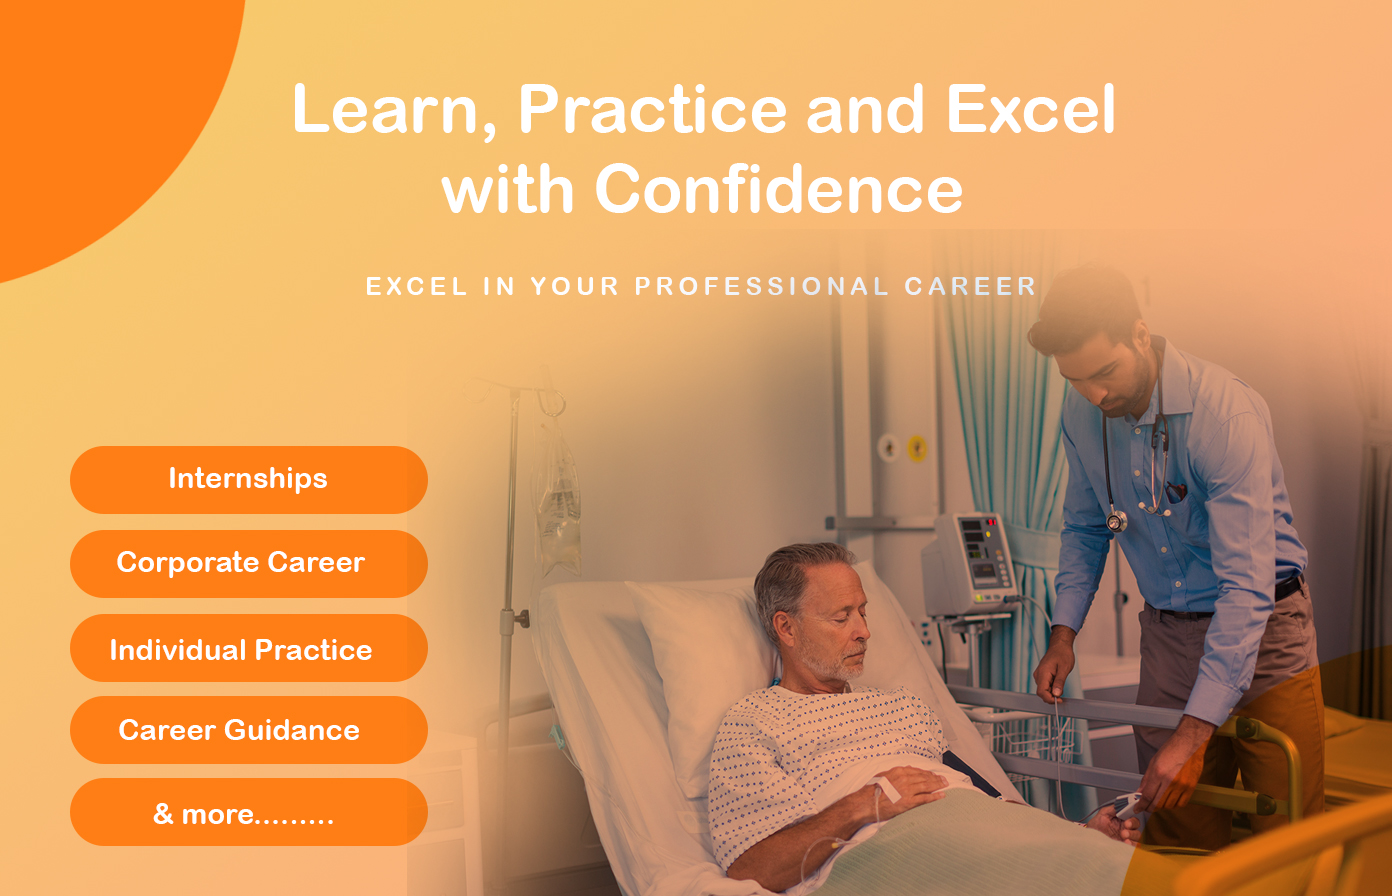 Learn, Practice and Excel
with Confidence
EXCEL IN YOUR PROFESSIONAL CAREER
Internships
Corporate Career
Individual Practice
Career Guidance
& more.........